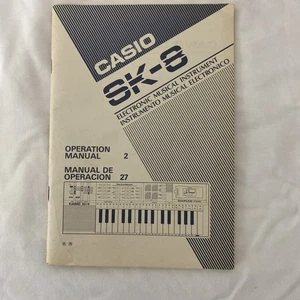 CASIO
SK-8
ELECTRONIC MUSICAL INSTRUMENT
INSTRUMENTO MUSICAL ELECTRONICO
OPERATION
MANUAL 2
MANUAL DE
OPERACION 27